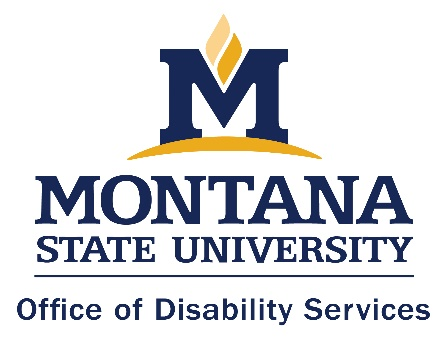 M
MONTANA
STATE UNIVERSITY
Office of Disability Services